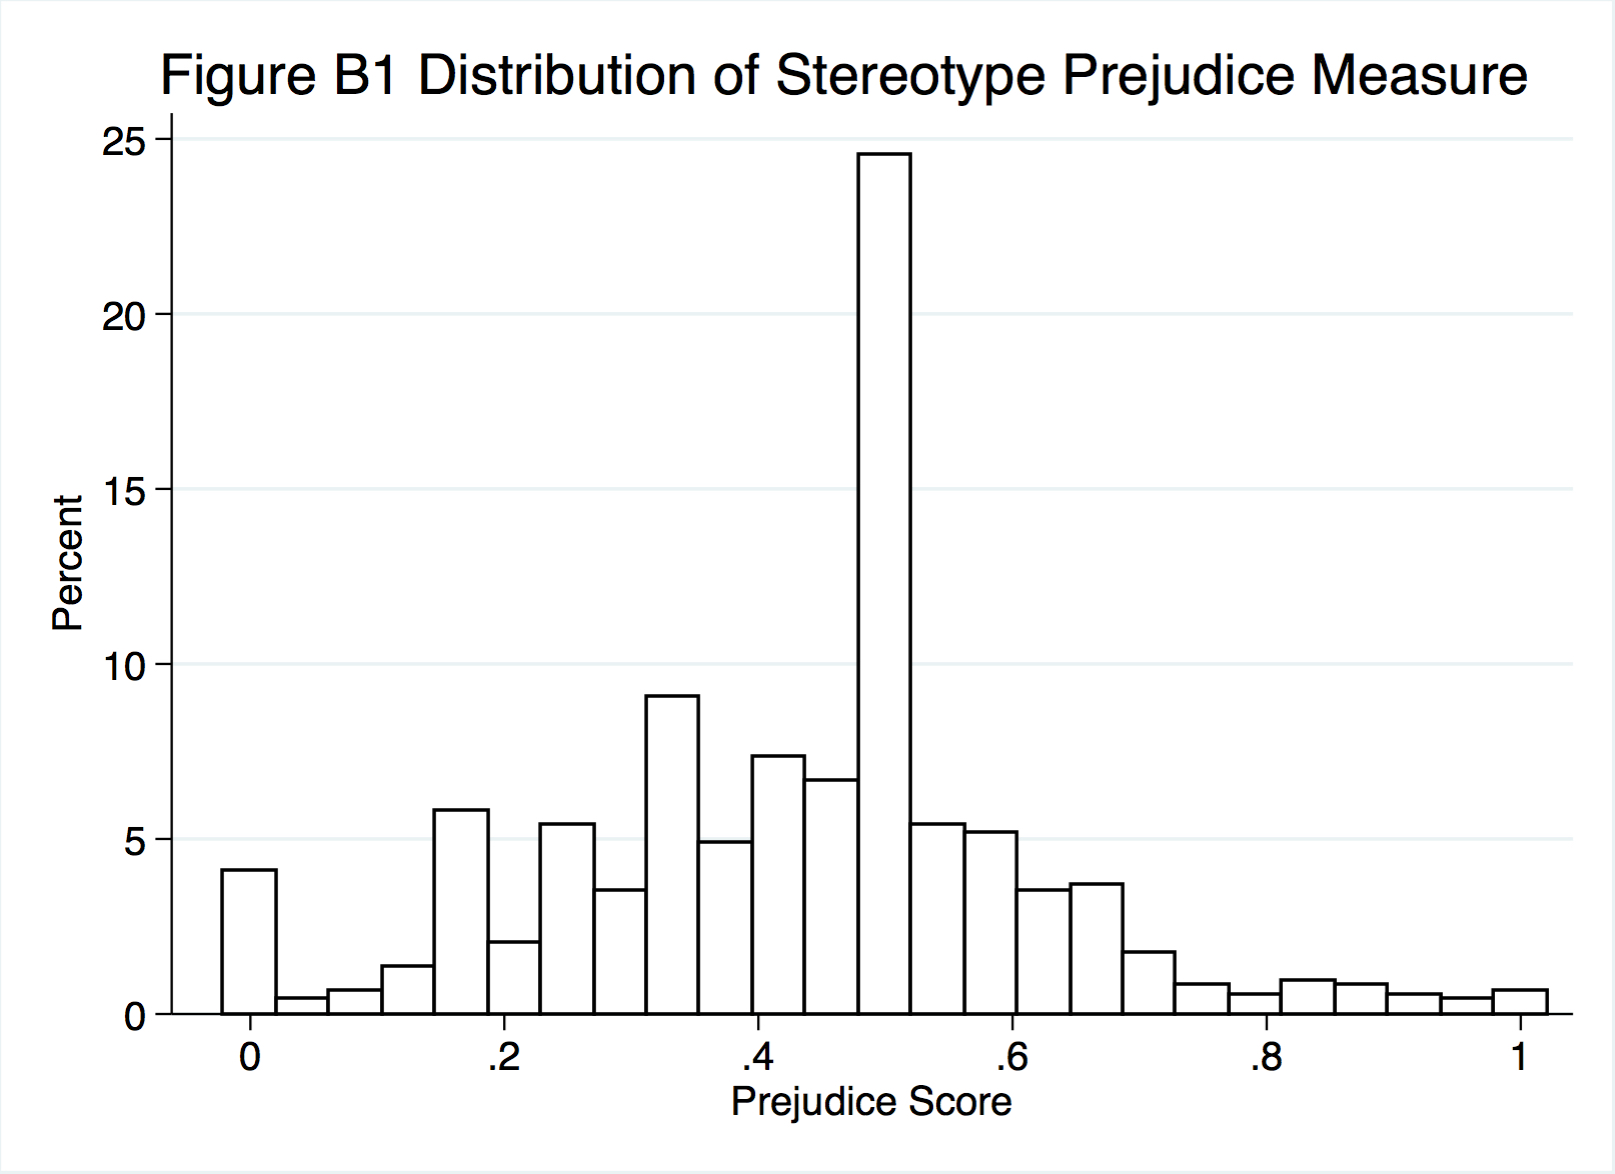 Figure B1 Distribution of Stereotype Prejudice Measure
25
20
15
10
5
0
Percent
0 .2 .4 .6 .8 1
Prejudice Score